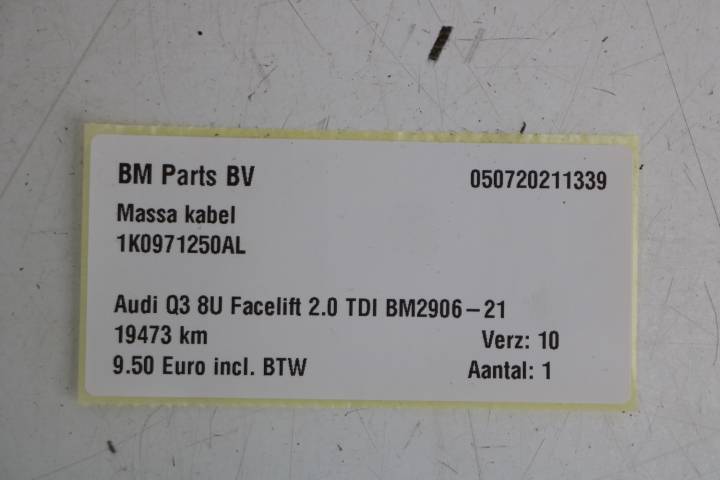 BM Parts BV 050720211339
Massa kabel
1K0971250AL
Audi Q3 8U Facelift 2.0 TDI BM2906-21
19473 km Verz: 10
9.50 Euro incl. BTW Aantal: 1